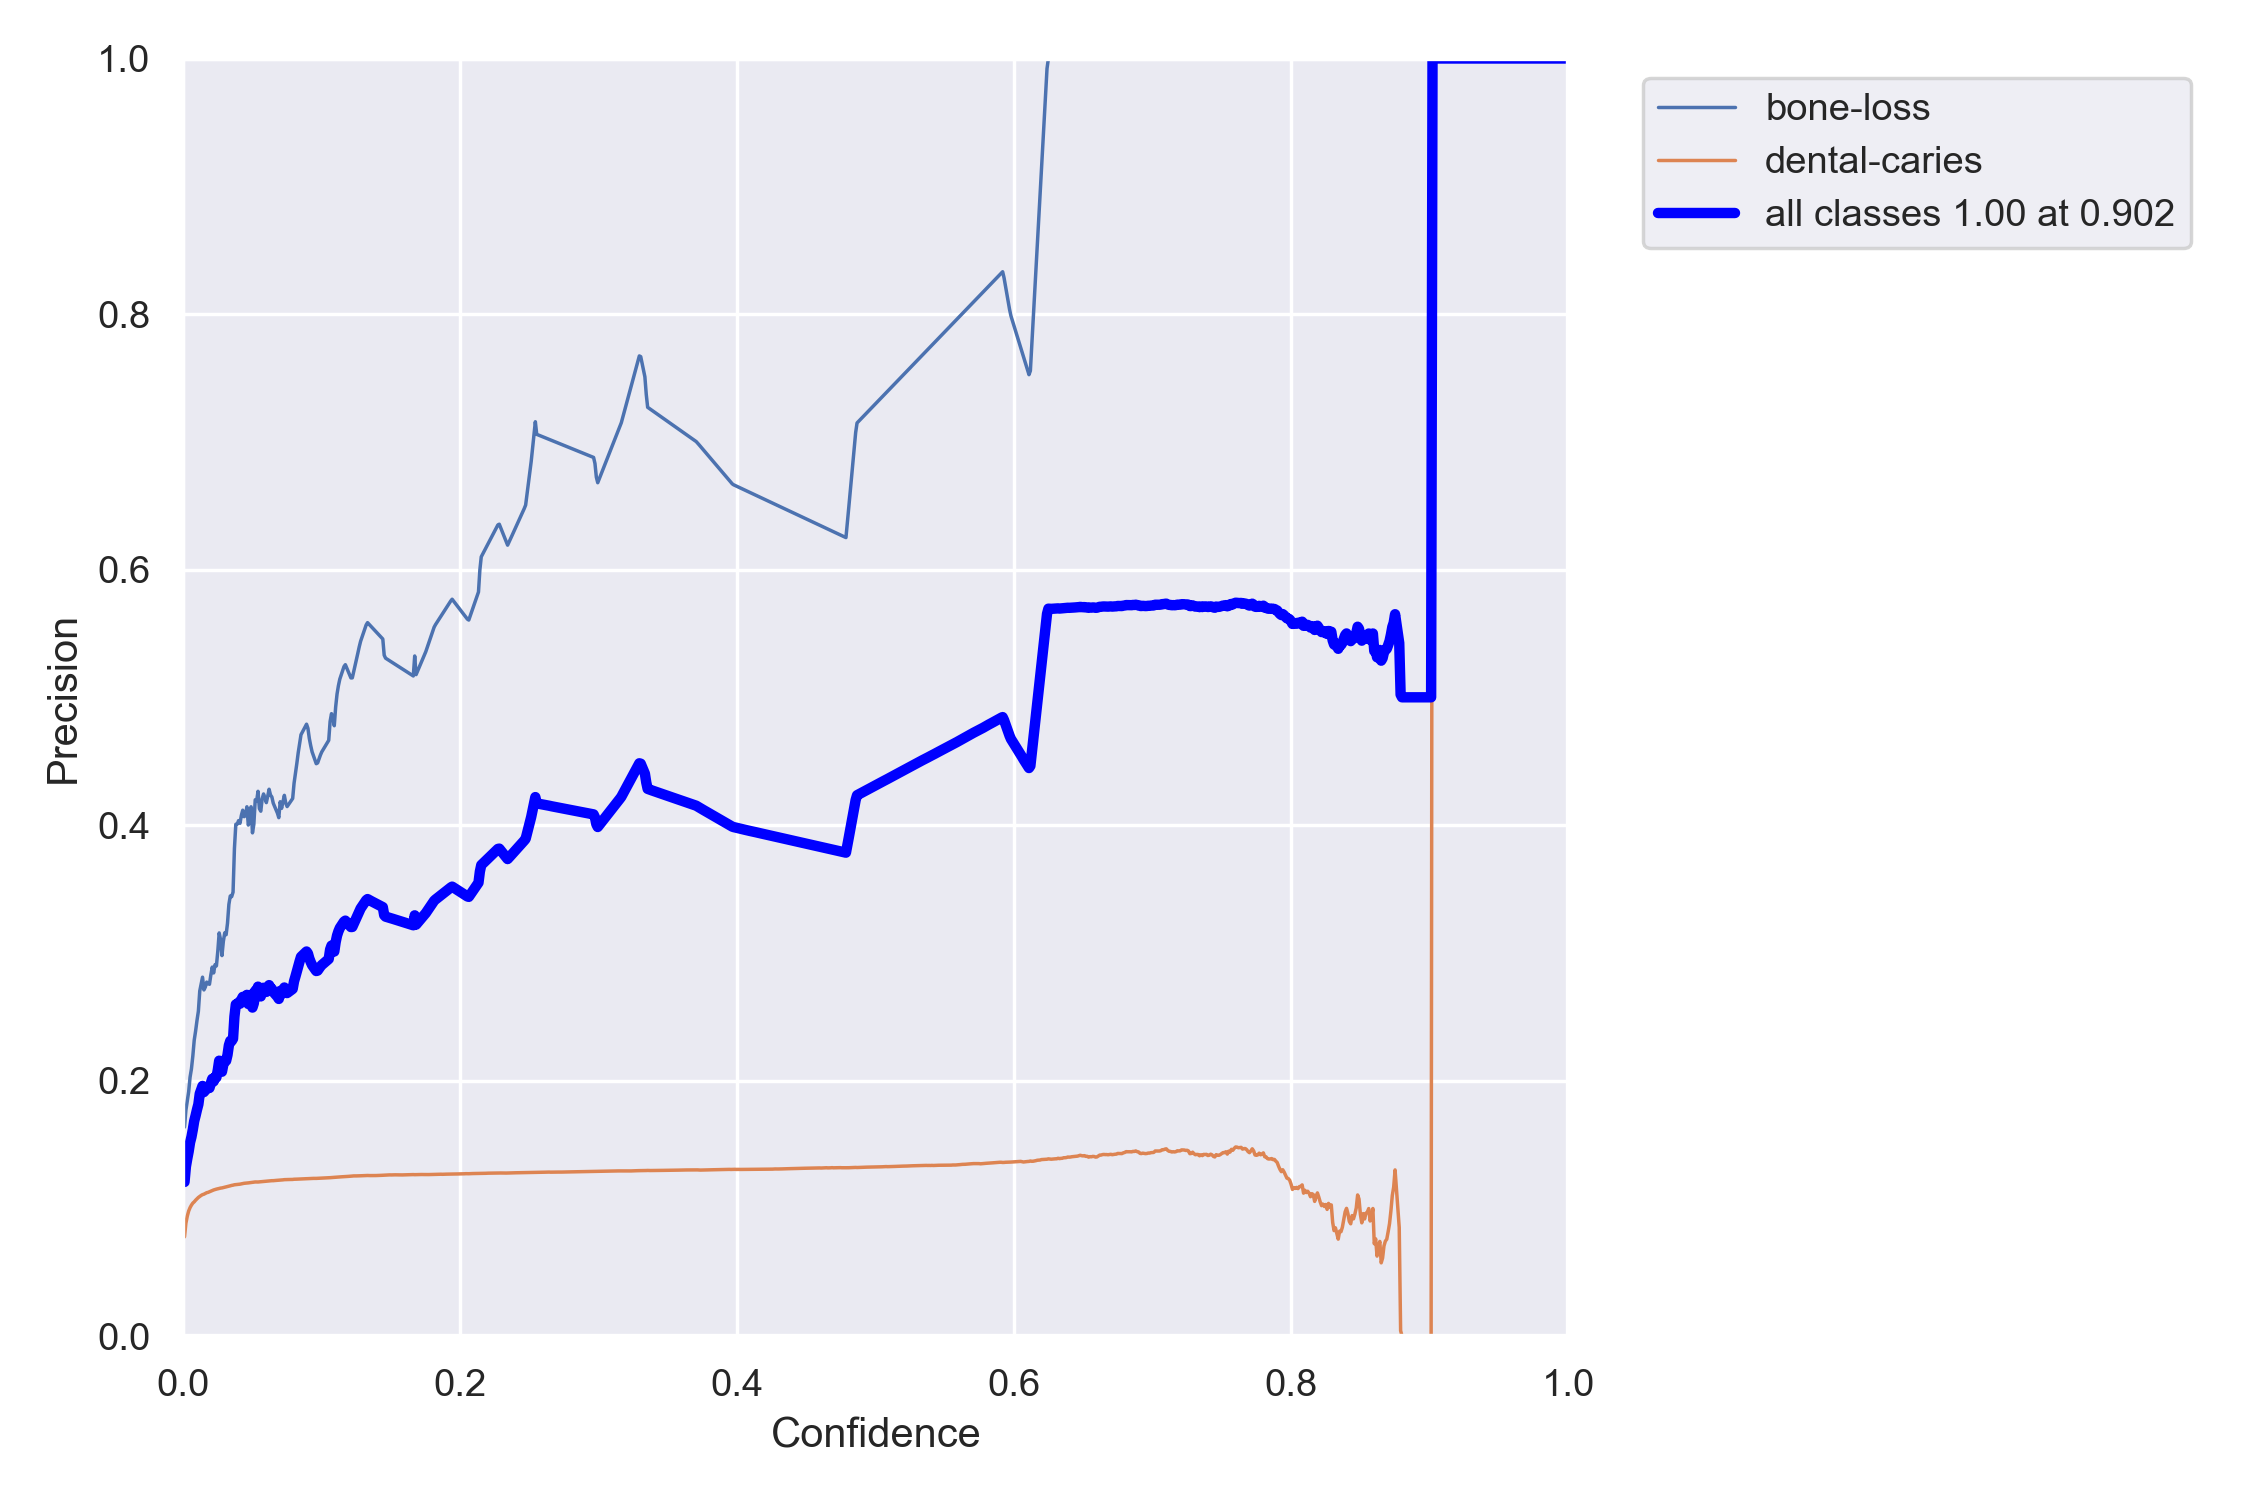 1.0
0.8
0.6
0.4
0.2
0.0
Precision
0.0 0.2 0.4 0.6 0.8 1.0
Confidence
bone-loss
dental-caries
all classes 1.00 at 0.902